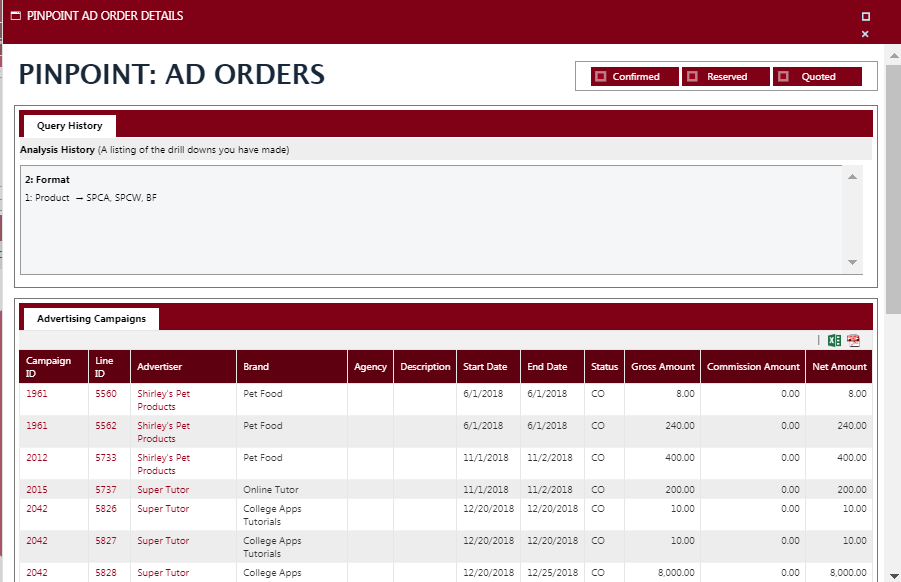 PINPOINT AD ORDER DETAILS
PINPOINT: AD ORDERS
Confirmed Reserved Quoted
Query History
Analysis History (A listing of the drill downs you have made)
2: Format
1: Product → SPCA, SPCW, BF
Advertising Campaigns
Campaign ID Line ID Advertiser Brand Agency Description Start Date End Date Status Gross Amount Commission Amount Net Amount
1961 5560 Shirley's Pet Products Pet Food 6/1/2018 6/1/2018 CO 8.00 0.00 8.00
1961 5562 Shirley's Pet Products Pet Food 6/1/2018 6/1/2018 CO 240.00 0.00 240.00
2012 5733 Shirley's Pet Products Pet Food 11/1/2018 11/2/2018 CO 400.00 0.00 400.00
2015 5737 Super Tutor Online Tutor 11/1/2018 11/2/2018 CO 200.00 0.00 200.00
2042 5826 Super Tutor College Apps Tutorials 12/20/2018 12/20/2018 CO 10.00 0.00 10.00
2042 5827 Super Tutor College Apps Tutorials 12/20/2018 12/20/2018 CO 10.00 0.00 10.00
2042 5828 Super Tutor College Apps 12/20/2018 12/25/2018 CO 8,000.00 0.00 8,000.00